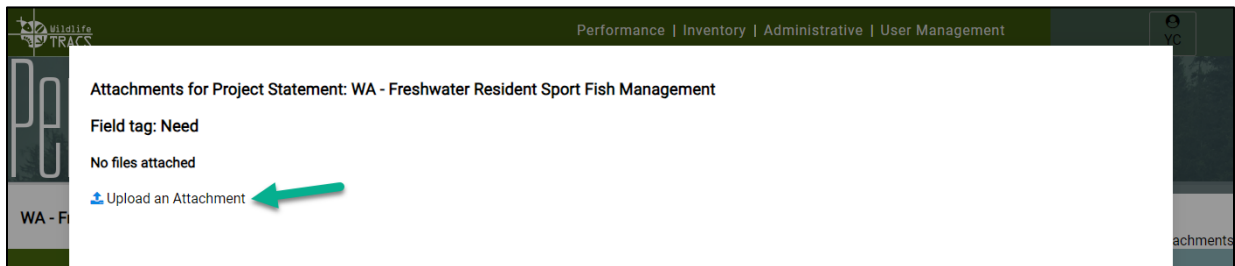 Wildlife
TRACS
Performance | Inventory | Administrative | User Management
YC
Attachments for Project Statement: WA - Freshwater Resident Sport Fish Management
Field tag: Need
No files attached
Upload an Attachment
WA - F
achments